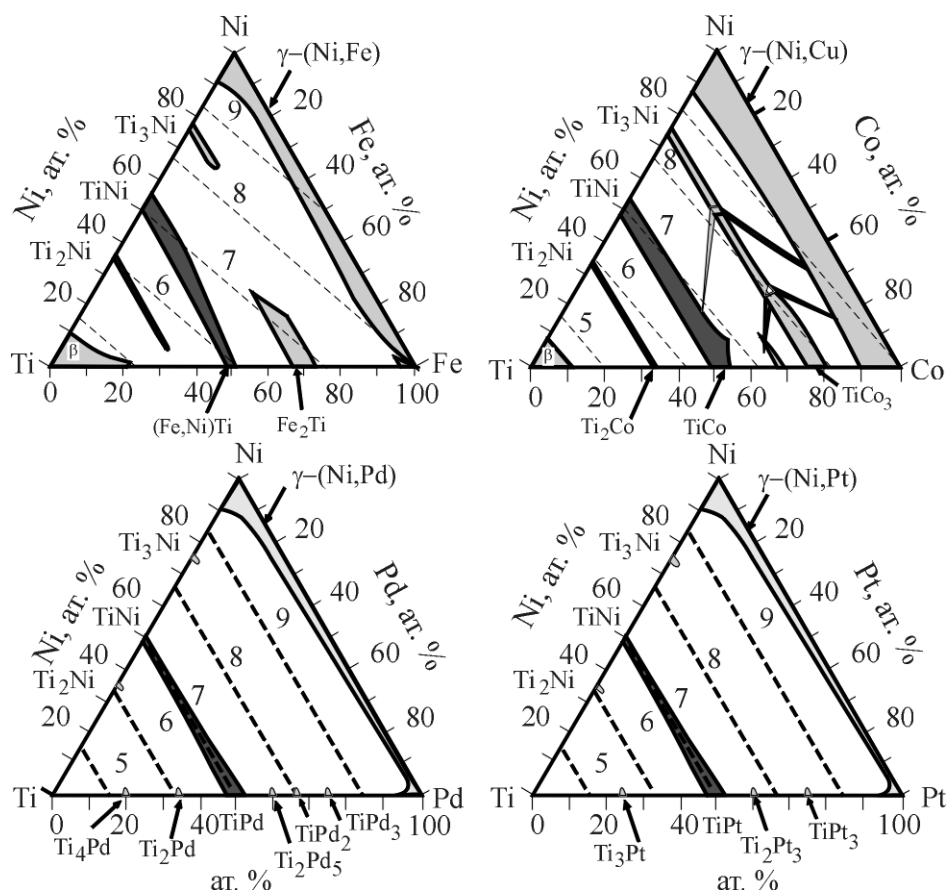 Ni
γ–(Ni,Fe)
80
9
20
Ti₃Ni
Ni, ат. %
Fe, ат. %
60
8
40
TiNi
40
7
60
Ti₂Ni
20
6
80
β
Ti
Fe
0
20
40
60
80
100
(Fe,Ni)Ti
Fe₂Ti
Ni
γ–(Ni,Cu)
80
20
Ti₃Ni
8
Ni, ат. %
Co, ат. %
60
40
TiNi
40
7
60
Ti₂Ni
6
20
5
80
β
Ti
Co
0
20
40
60
80
TiCo₃
Ti₂Co
TiCo
Ni
γ–(Ni,Pd)
80
20
Ti₃Ni
Ni, ат. %
Pd, ат. %
60
40
TiNi
9
40
8
60
Ti₂Ni
7
6
20
5
80
Ti
Pd
0
20
40
TiPd
TiPd₂
TiPd₃
100
Ti₄Pd
Ti₂Pd
Ti₂Pd₅
ат. %
Ni
γ–(Ni,Pt)
80
20
Ti₃Ni
Ni, ат. %
Pt, ат. %
60
40
TiNi
9
40
8
60
Ti₂Ni
7
6
20
5
80
Ti
Pt
0
20
40
TiPt
60
80
100
Ti₃Pt
Ti₂Pt₃
TiPt₃
ат. %